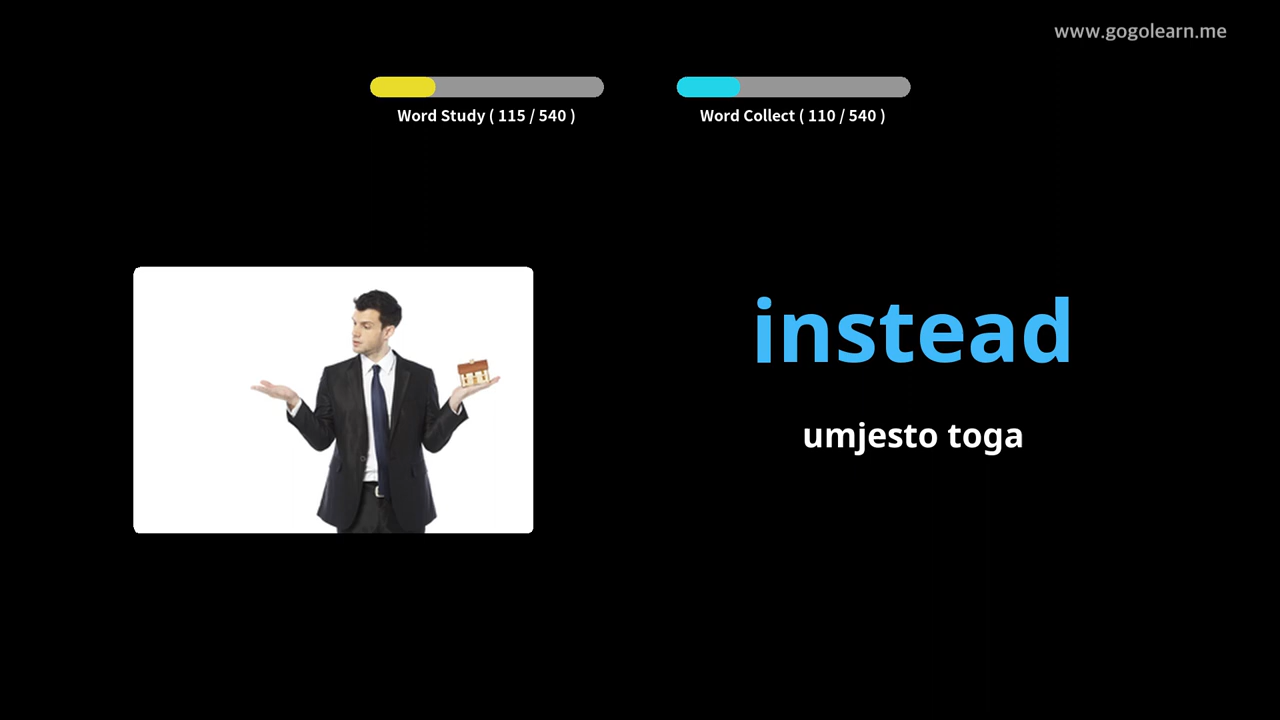 www.gogolearn.me
Word Study ( 115 / 540 )
Word Collect ( 110 / 540 )
instead
umjesto toga